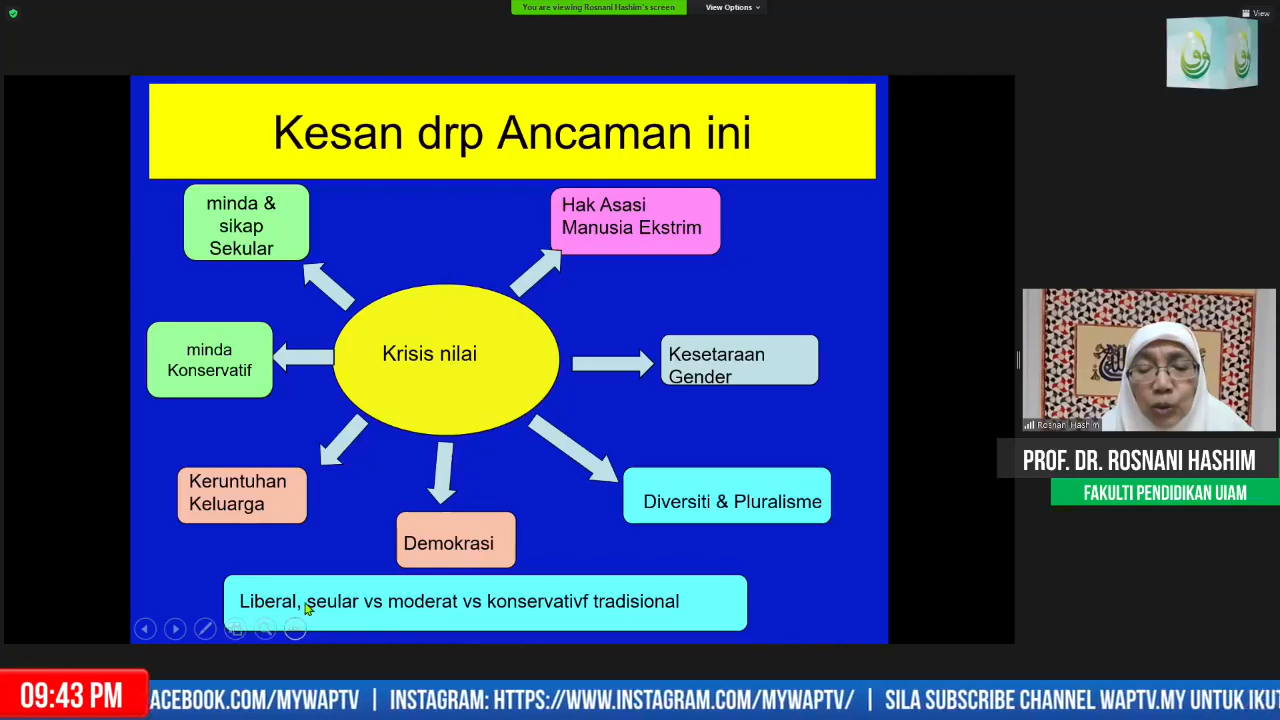 You are viewing Rosnani Hashim's screen
View Options
View
Kesan drp Ancaman ini
minda &
sikap
Sekular
Hak Asasi
Manusia Ekstrim
minda
Konservatif
Krisis nilai
Kesetaraan
Gender
Keruntuhan
Keluarga
Diversiti & Pluralisme
Demokrasi
Liberal, seular vs moderat vs konservativf tradisional
Rosnani Hashim
PROF. DR. ROSNANI HASHIM
FAKULTI PENDIDIKAN UIAM
09:43 PM
ACEBOOK.COM/MYWAPTV | INSTAGRAM: HTTPS://WWW.INSTAGRAM.COM/MYWAPTV/ | SILA SUBSCRIBE CHANNEL WAPTV.MY UNTUK IKUT